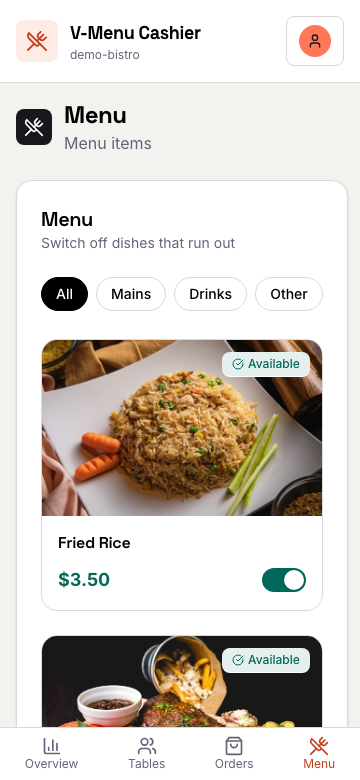 V-Menu Cashier
demo-bistro
Menu
Menu items
Menu
Switch off dishes that run out
All
Mains
Drinks
Other
Available
Fried Rice
$3.50
Available
Overview
Tables
Orders
Menu